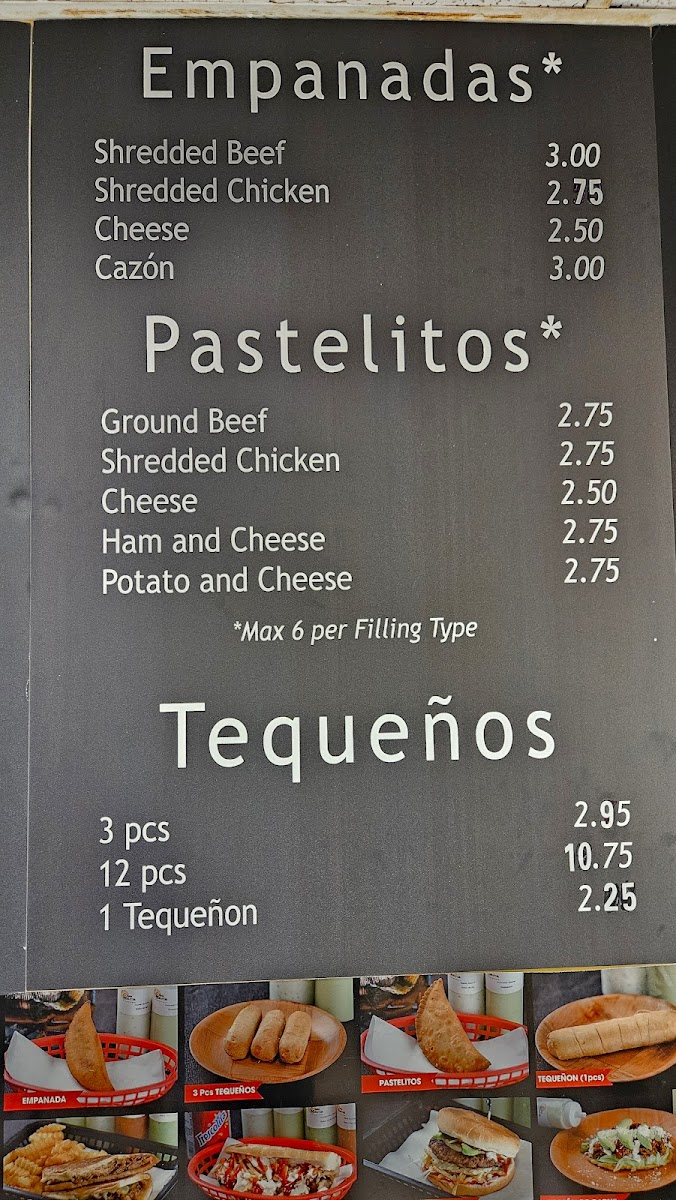 Empanadas*
Shredded Beef 3.00
Shredded Chicken 2.75
Cheese 2.50
Cazón 3.00
Pastelitos*
Ground Beef 2.75
Shredded Chicken 2.75
Cheese 2.50
Ham and Cheese 2.75
Potato and Cheese 2.75
*Max 6 per Filling Type
Tequeños
3 pcs 2.95
12 pcs 10.75
1 Tequeñon 2.25
EMPANADA
3 Pcs TEQUEÑOS
PASTELITOS
TEQUEÑON (1pcs)